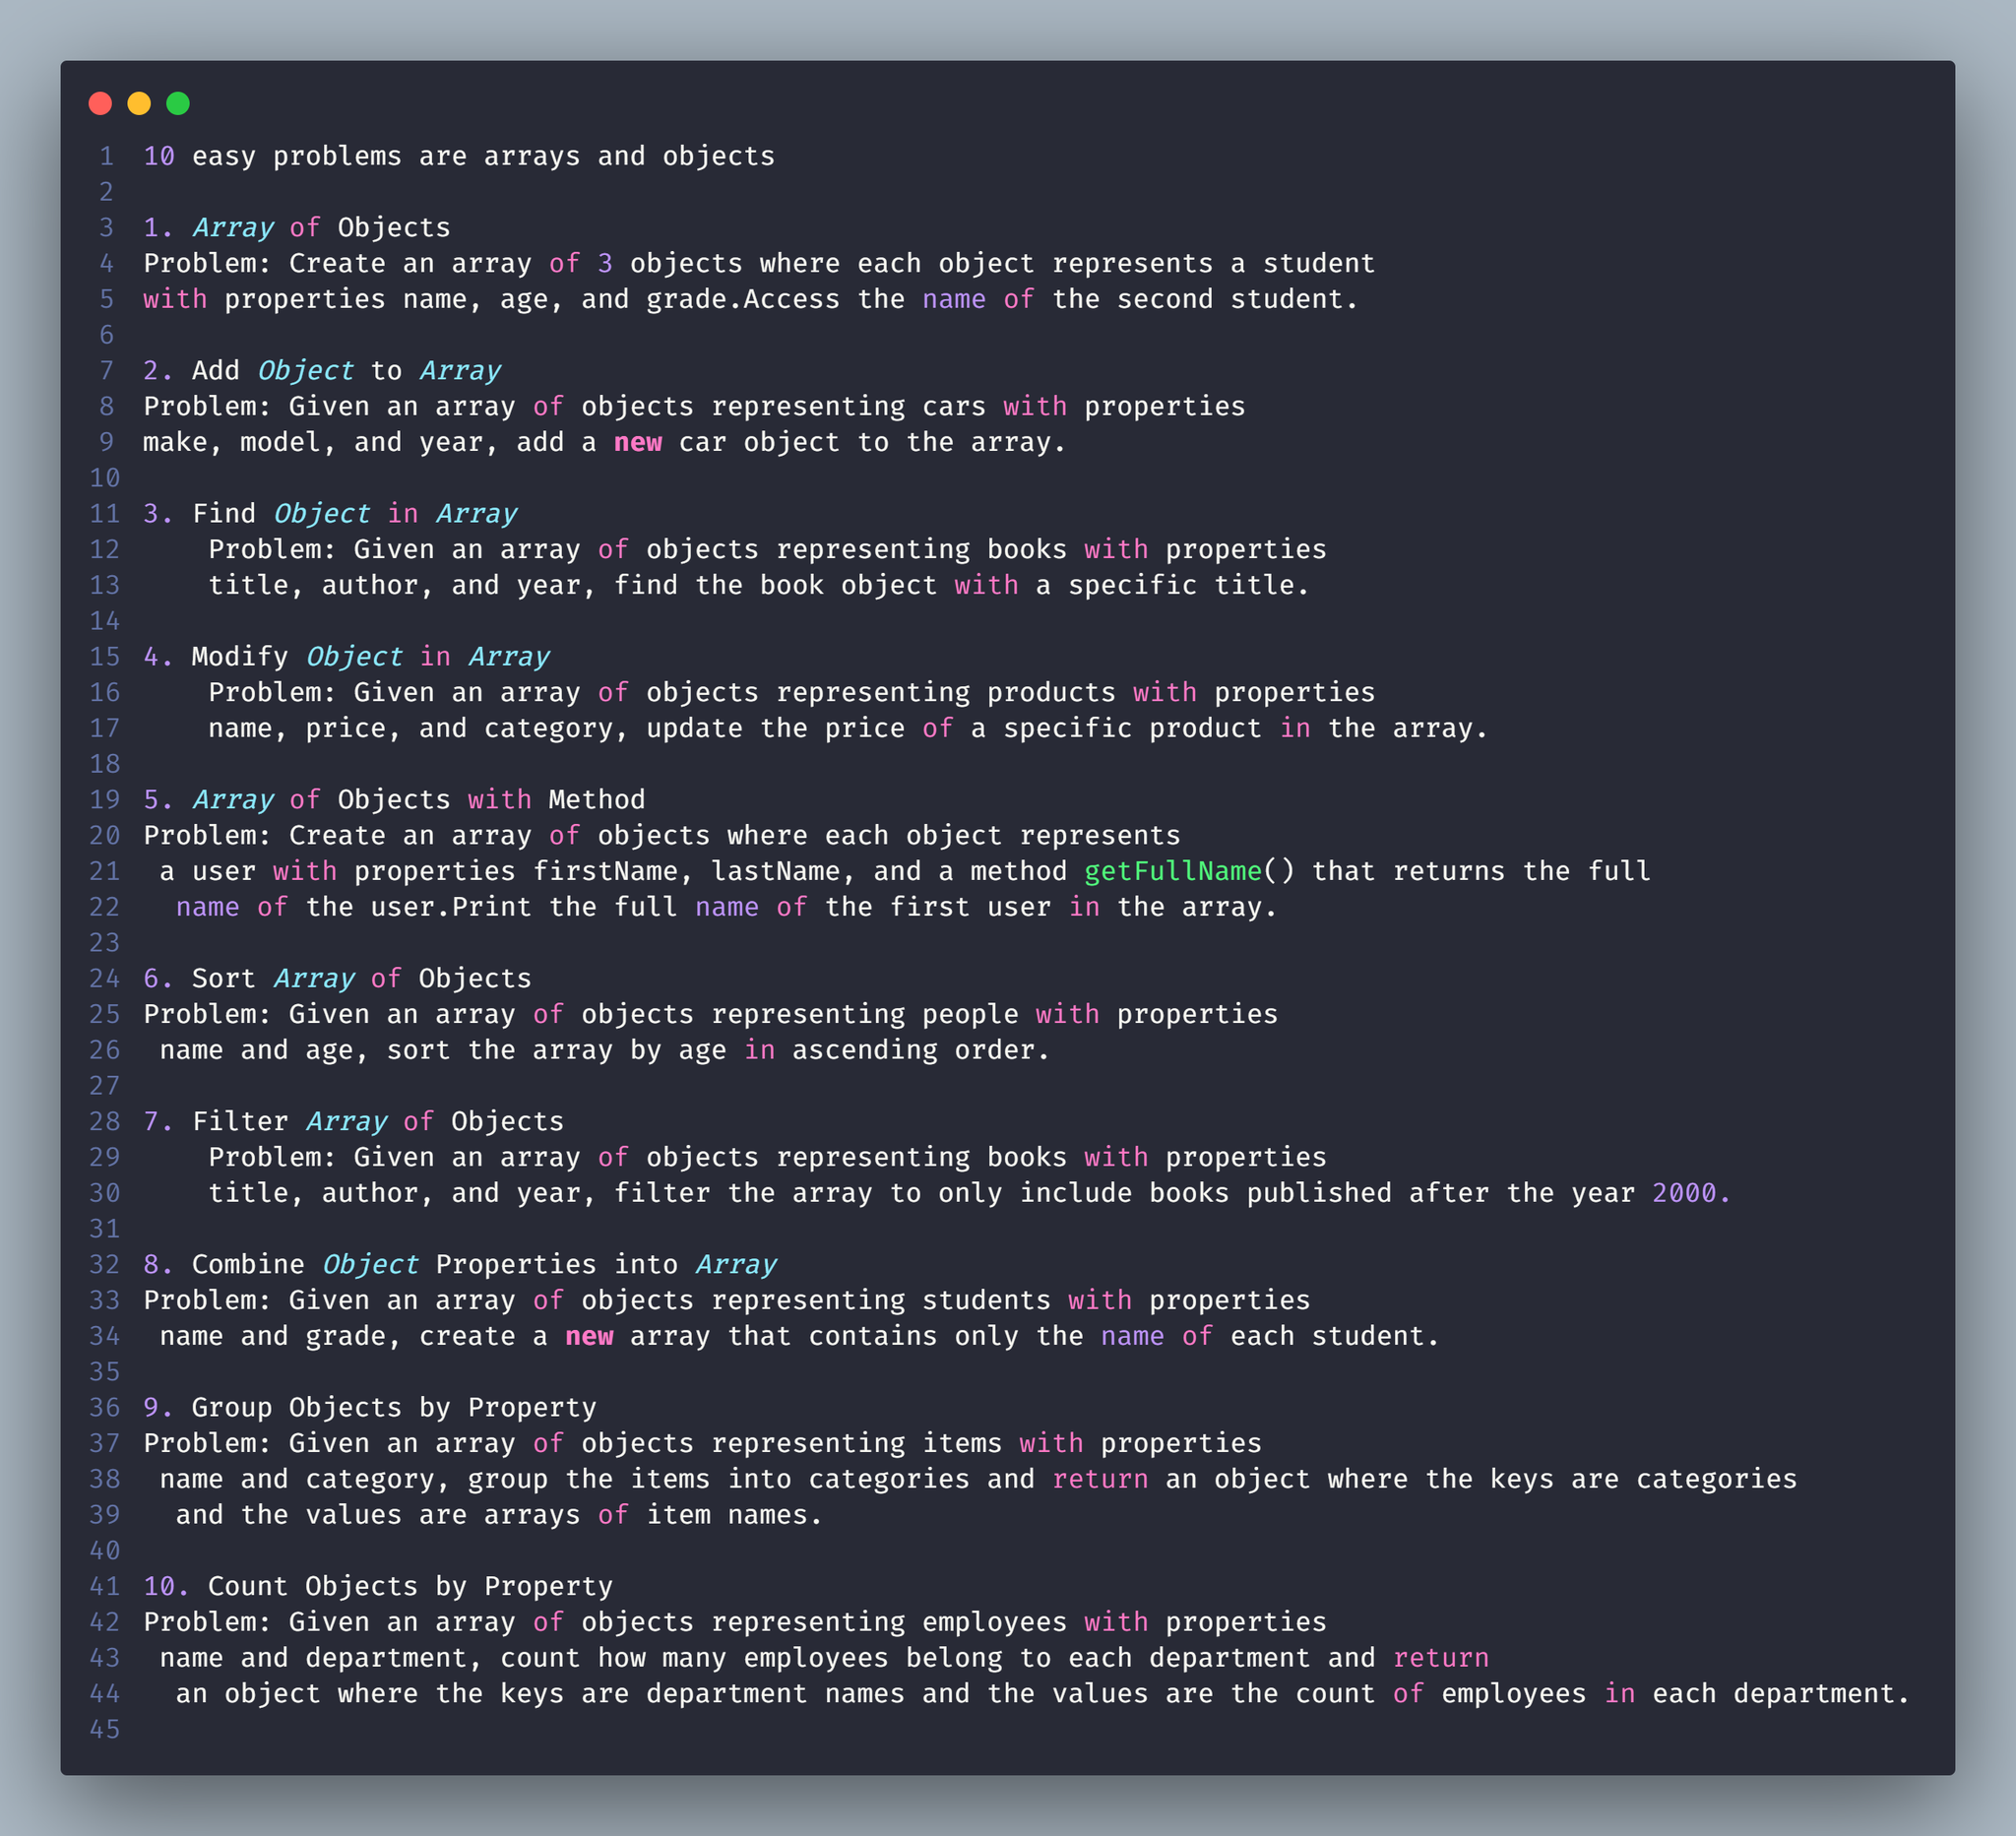 1 10 easy problems are arrays and objects
2
3 1. Array of Objects
4 Problem: Create an array of 3 objects where each object represents a student
5 with properties name, age, and grade.Access the name of the second student.
6
7 2. Add Object to Array
8 Problem: Given an array of objects representing cars with properties
9 make, model, and year, add a new car object to the array.
10
11 3. Find Object in Array
12     Problem: Given an array of objects representing books with properties
13     title, author, and year, find the book object with a specific title.
14
15 4. Modify Object in Array
16     Problem: Given an array of objects representing products with properties
17     name, price, and category, update the price of a specific product in the array.
18
19 5. Array of Objects with Method
20 Problem: Create an array of objects where each object represents
21  a user with properties firstName, lastName, and a method getFullName() that returns the full
22   name of the user.Print the full name of the first user in the array.
23
24 6. Sort Array of Objects
25 Problem: Given an array of objects representing people with properties
26  name and age, sort the array by age in ascending order.
27
28 7. Filter Array of Objects
29     Problem: Given an array of objects representing books with properties
30     title, author, and year, filter the array to only include books published after the year 2000.
31
32 8. Combine Object Properties into Array
33 Problem: Given an array of objects representing students with properties
34  name and grade, create a new array that contains only the name of each student.
35
36 9. Group Objects by Property
37 Problem: Given an array of objects representing items with properties
38  name and category, group the items into categories and return an object where the keys are categories
39   and the values are arrays of item names.
40
41 10. Count Objects by Property
42 Problem: Given an array of objects representing employees with properties
43  name and department, count how many employees belong to each department and return
44   an object where the keys are department names and the values are the count of employees in each department.
45